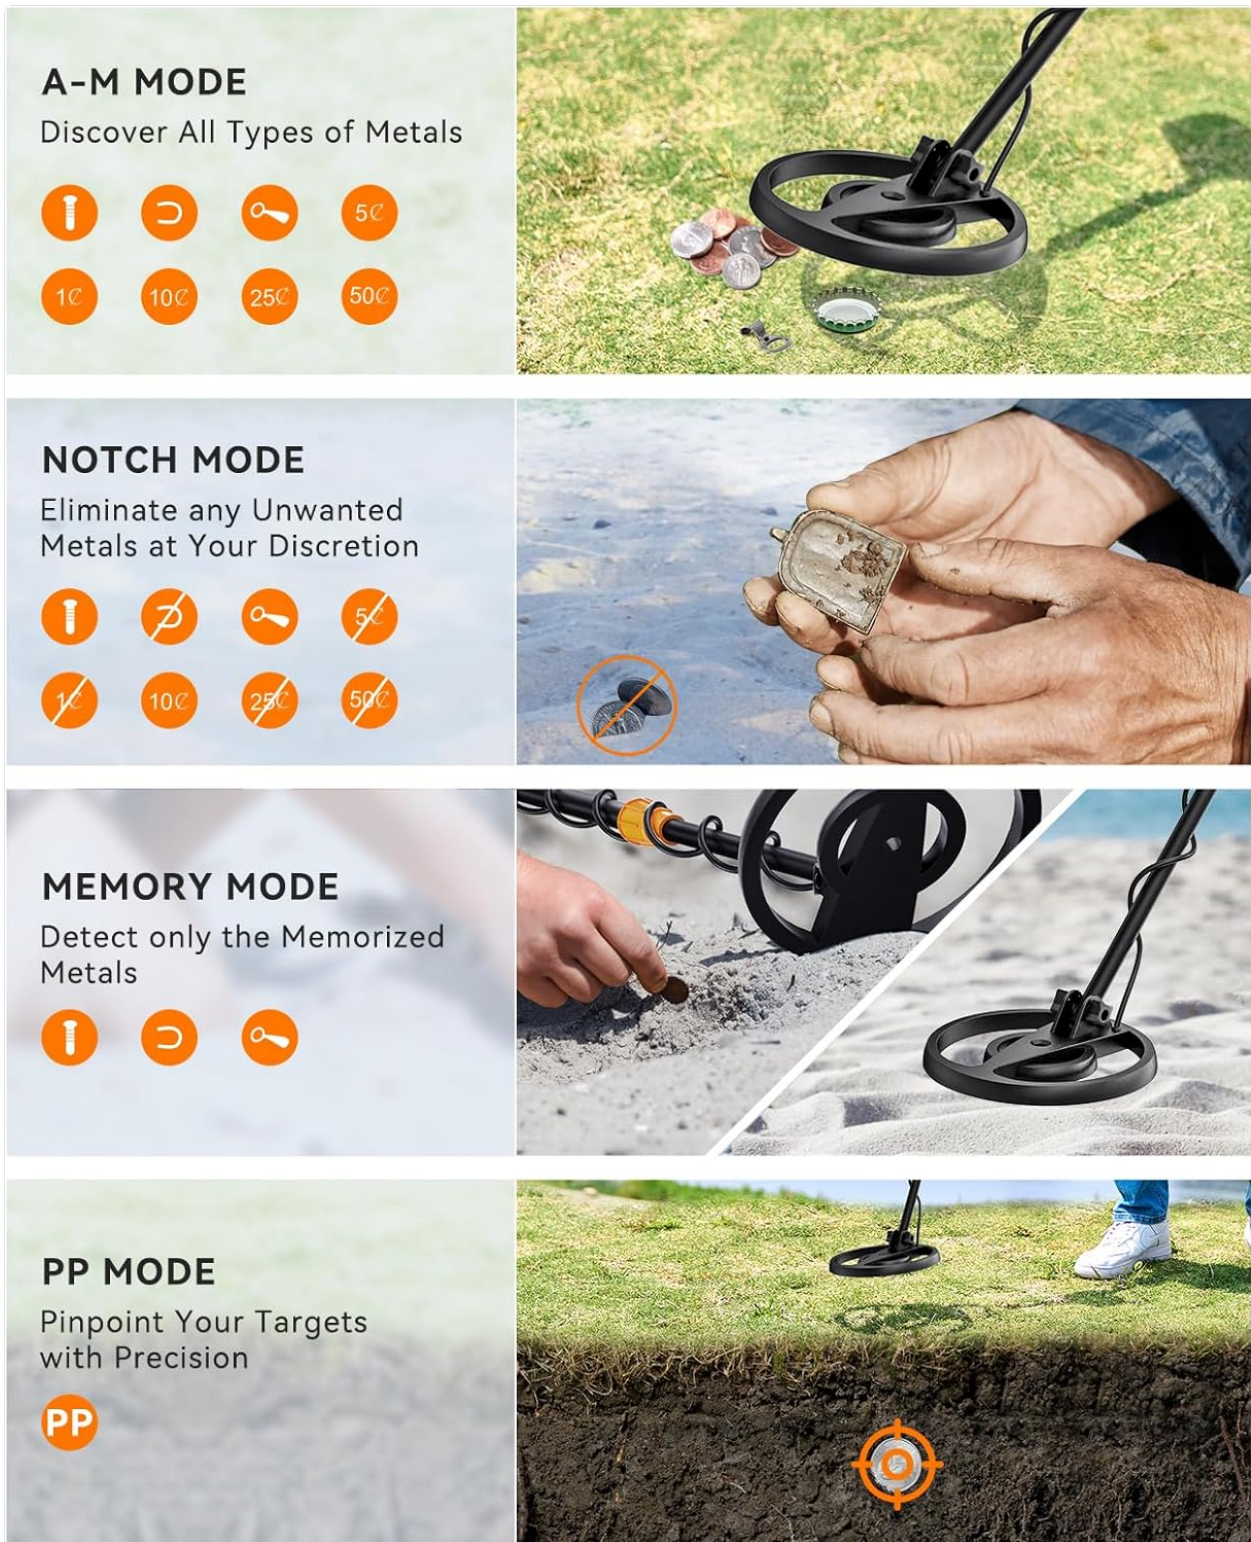 A-M MODE
Discover All Types of Metals
5₵
1₵ 10₵ 25₵ 50₵
NOTCH MODE
Eliminate any Unwanted
Metals at Your Discretion
5₵
1₵ 10₵ 25₵ 50₵
MEMORY MODE
Detect only the Memorized
Metals
PP MODE
Pinpoint Your Targets
with Precision
PP